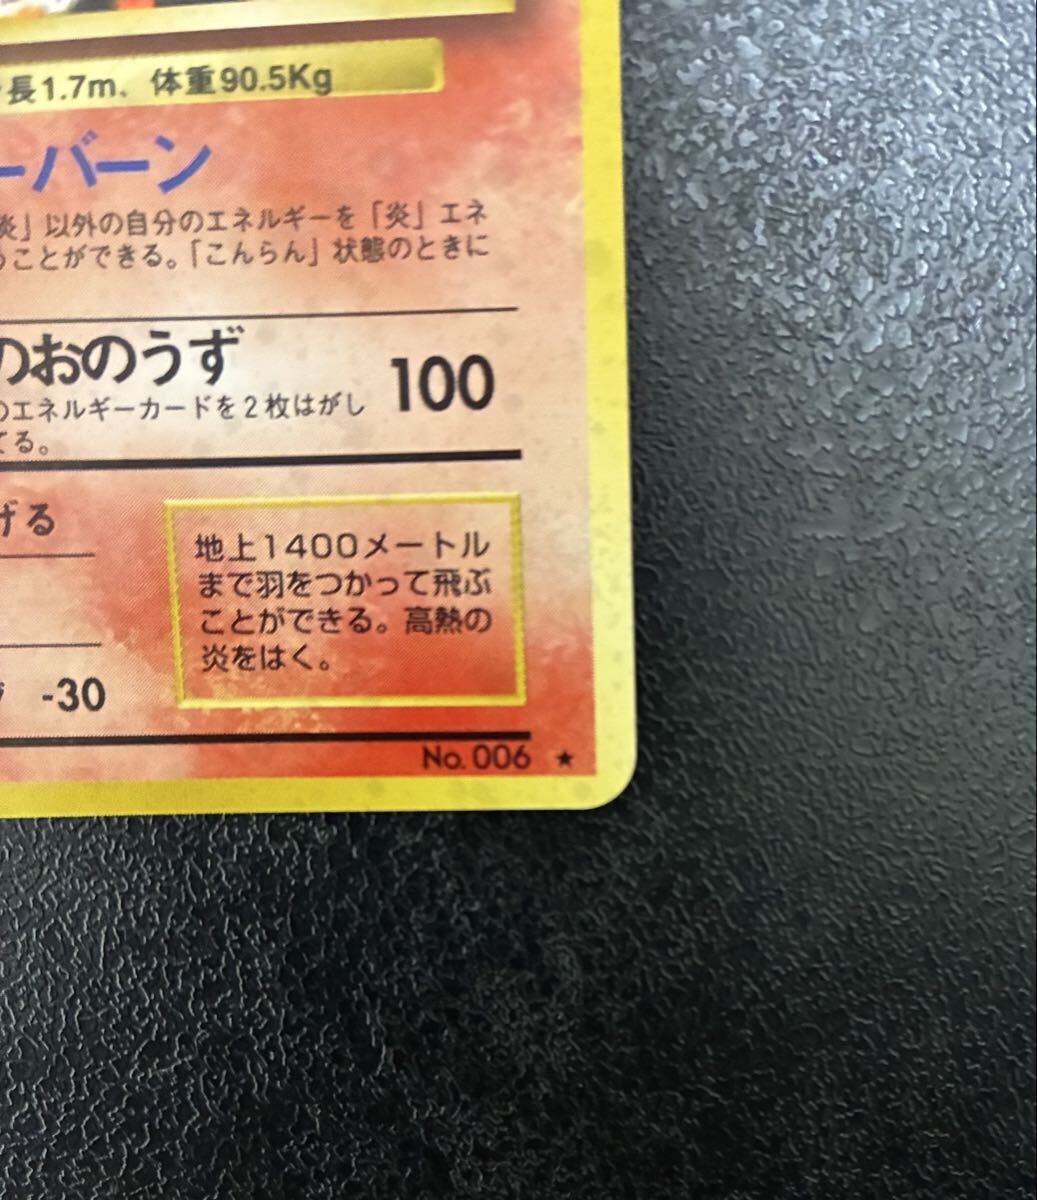 長1.7m、体重90.5Kg
ーバーン
炎」以外の自分のエネルギーを「炎」エネ
ことができる。「こんらん」状態のときに
のおのうず
100
のエネルギーカードを2枚はがし
てる。
げる
地上1400メートル
まで羽をつかって飛ぶ
ことができる。高熱の
炎をはく。
-30
No. 006 ★